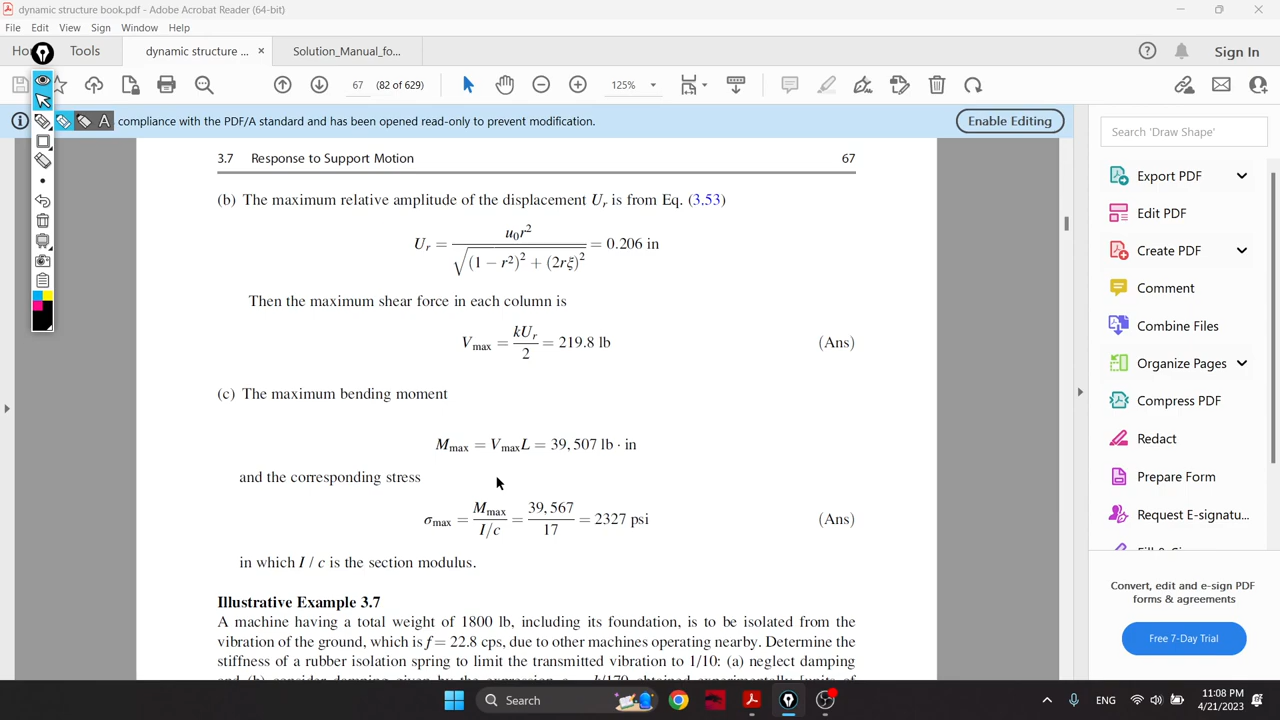 dynamic structure book.pdf - Adobe Acrobat Reader (64-bit)
File Edit View Sign Window Help
Tools dynamic structure ... × Solution_Manual_fo... Sign In
67 (82 of 629) 125%
compliance with the PDF/A standard and has been opened read-only to prevent modification. Enable Editing
3.7 Response to Support Motion 67
(b) The maximum relative amplitude of the displacement U_r is from Eq. (3.53)
U_r = u_0 r^2 / √((1 − r^2)^2 + (2rξ)^2) = 0.206 in
Then the maximum shear force in each column is
V_max = kU_r / 2 = 219.8 lb (Ans)
(c) The maximum bending moment
M_max = V_max L = 39, 507 lb · in
and the corresponding stress
σ_max = M_max / I/c = 39, 567 / 17 = 2327 psi (Ans)
in which I / c is the section modulus.
Illustrative Example 3.7
A machine having a total weight of 1800 lb, including its foundation, is to be isolated from the
vibration of the ground, which is f = 22.8 cps, due to other machines operating nearby. Determine the
stiffness of a rubber isolation spring to limit the transmitted vibration to 1/10: (a) neglect damping
Search 'Draw Shape'
Export PDF
Edit PDF
Create PDF
Comment
Combine Files
Organize Pages
Compress PDF
Redact
Prepare Form
Request E-signatu...
Convert, edit and e-sign PDF
forms & agreements
Free 7-Day Trial
Search
ENG
11:08 PM
4/21/2023